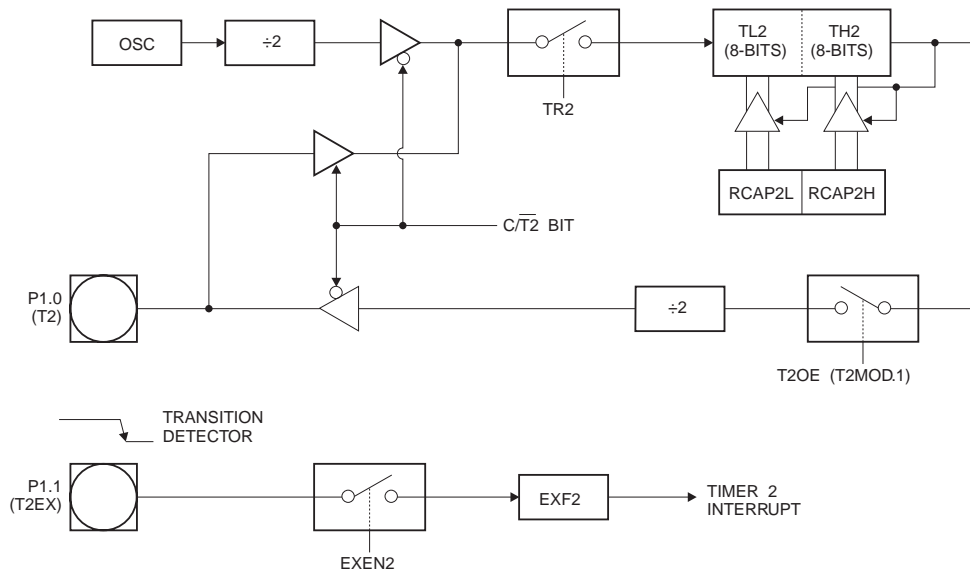 OSC
÷2
TR2
TL2
(8-BITS)
TH2
(8-BITS)
RCAP2L
RCAP2H
C/T2 BIT
P1.0
(T2)
÷2
T2OE (T2MOD.1)
TRANSITION
DETECTOR
P1.1
(T2EX)
EXEN2
EXF2
TIMER 2
INTERRUPT